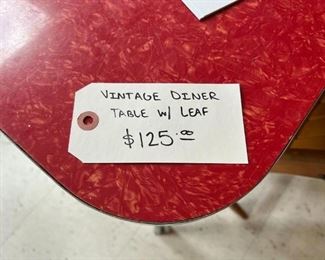 VINTAGE DINER
TABLE W/ LEAF
$125.00